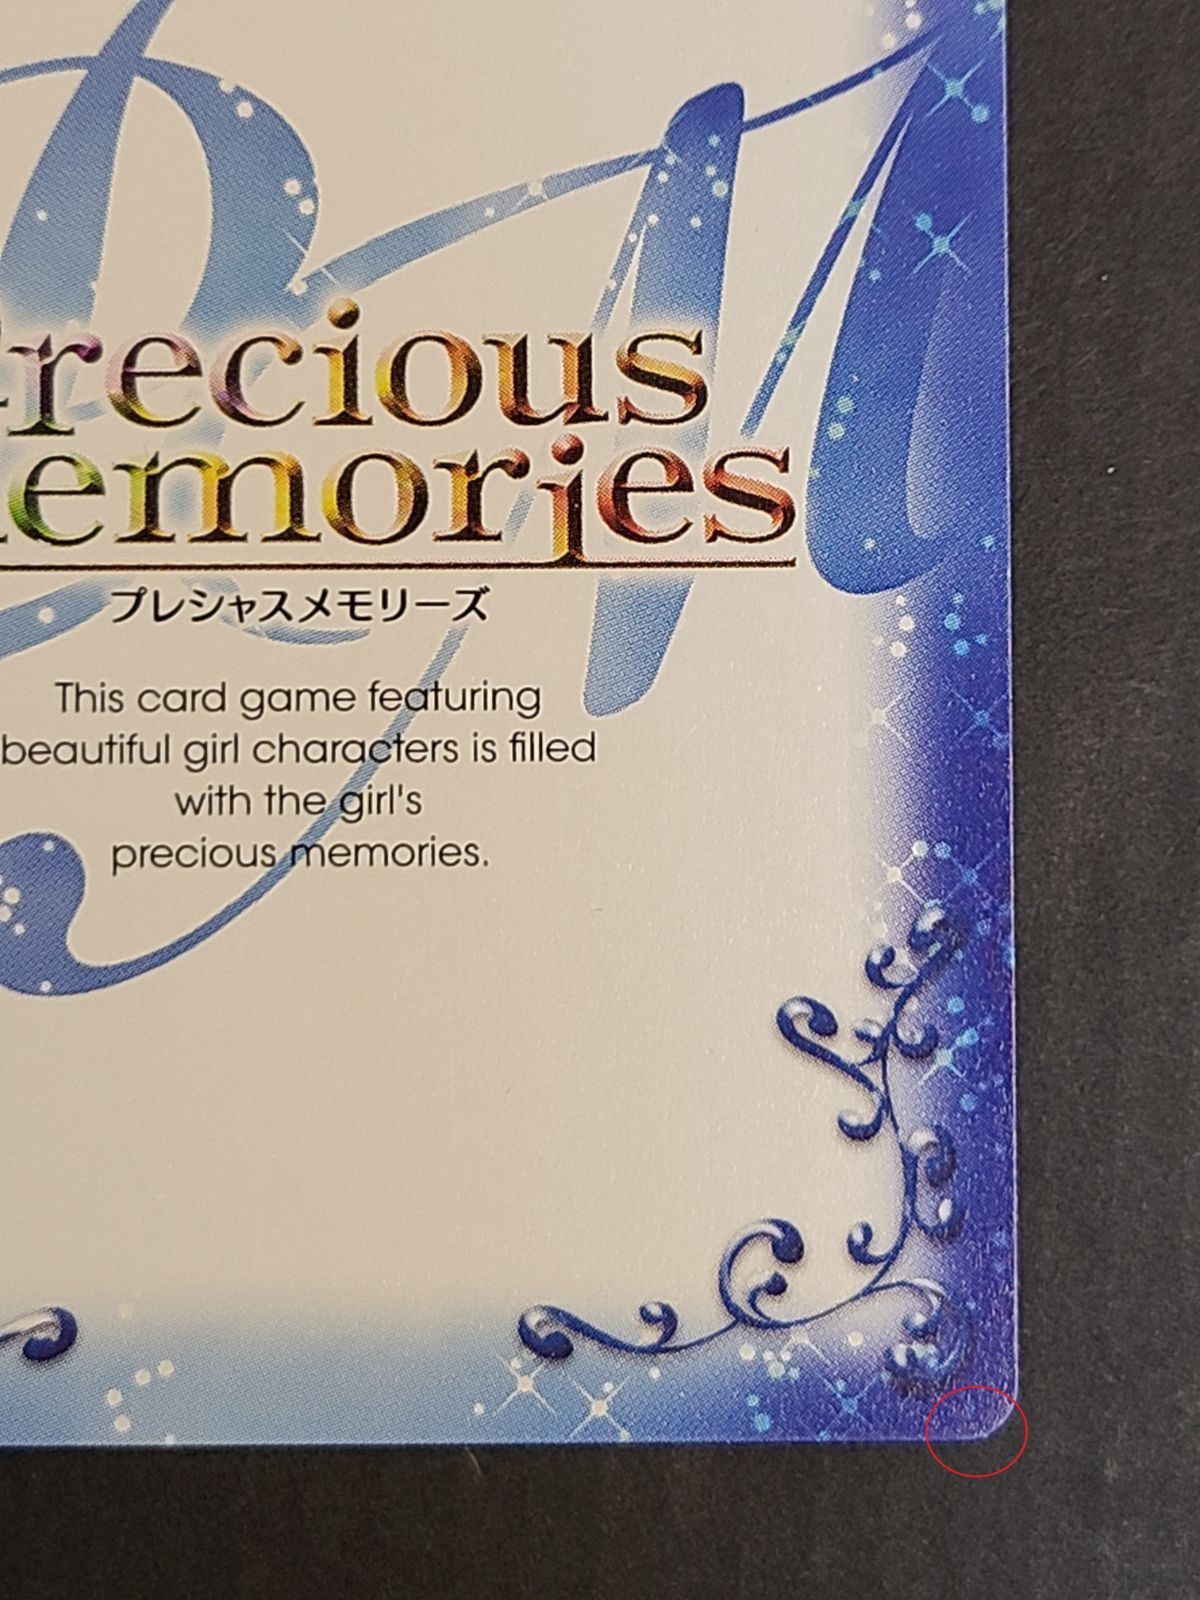 recious
emories
プレシャスメモリーズ
This card game featuring
beautiful girl characters is filled
with the girl's
precious memories.